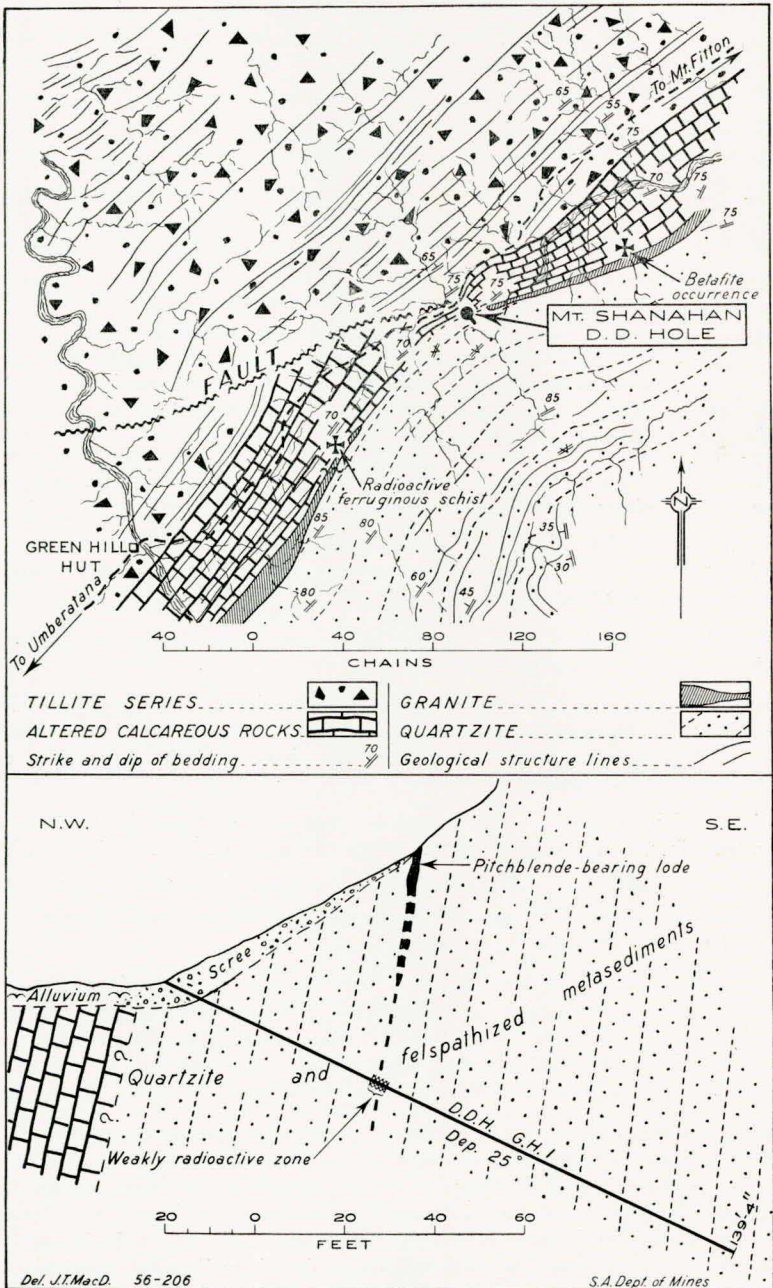 To Mt. Fitton
65
55
75
70
75
75
65
75
75
Betafite
occurrence
MT. SHANAHAN
D.D. HOLE
FAULT
70
85
70
Radioactive
ferruginous schist
N
GREEN HILL
HUT
85
80
80
60
45
35
30
To Umberatana
40 0 40 80 120 160
CHAINS
TILLITE SERIES
GRANITE
ALTERED CALCAREOUS ROCKS
QUARTZITE
Strike and dip of bedding 70
Geological structure lines
N.W.
S.E.
Pitchblende-bearing lode
Scree
Alluvium
metasediments
felspathized
Quartzite and
?
?
D.D.H. G.H.1
Dep. 25°
Weakly radioactive zone
139'4"
20 0 20 40 60
FEET
Del. J.T.MacD. 56-206
S.A. Dept. of Mines